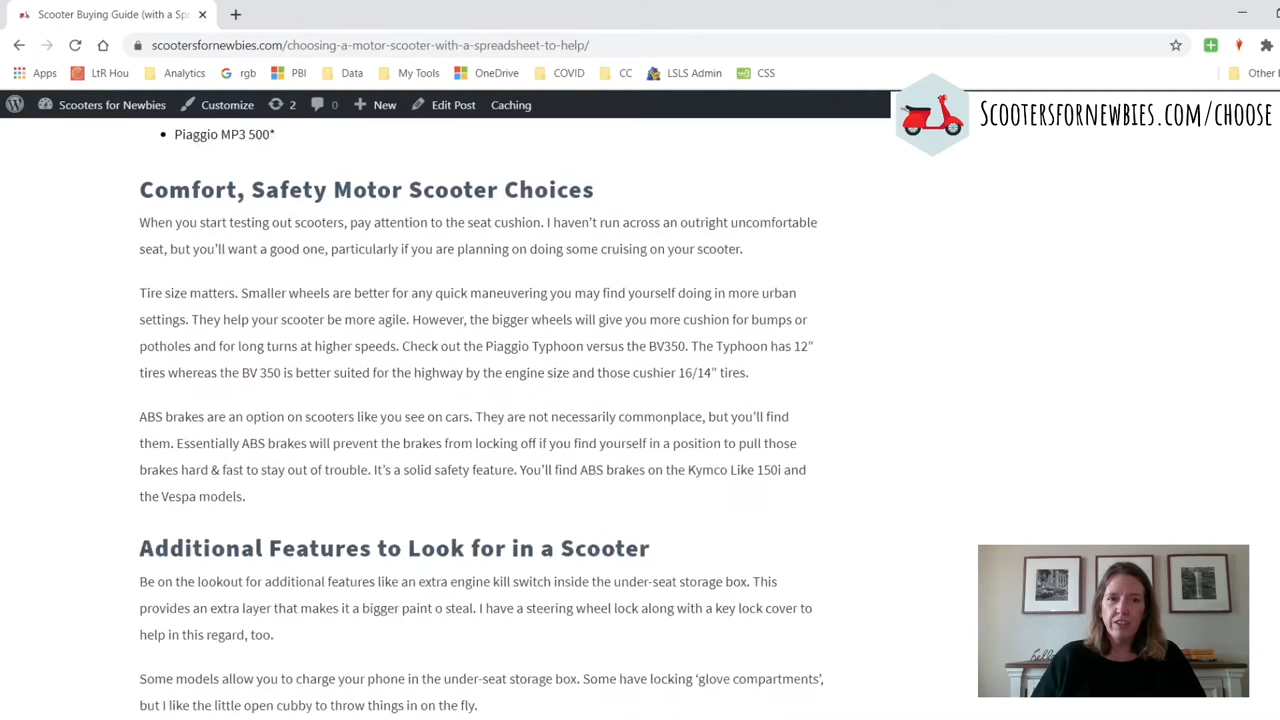 Scooter Buying Guide (with a Spr
scootersfornewbies.com/choosing-a-motor-scooter-with-a-spreadsheet-to-help/
Apps LtR Hou Analytics rgb PBI Data My Tools OneDrive COVID CC LSLS Admin CSS Other
Scooters for Newbies Customize 2 0 New Edit Post Caching
Scootersfornewbies.com/choose
• Piaggio MP3 500*
Comfort, Safety Motor Scooter Choices
When you start testing out scooters, pay attention to the seat cushion. I haven't run across an outright uncomfortable
seat, but you'll want a good one, particularly if you are planning on doing some cruising on your scooter.
Tire size matters. Smaller wheels are better for any quick maneuvering you may find yourself doing in more urban
settings. They help your scooter be more agile. However, the bigger wheels will give you more cushion for bumps or
potholes and for long turns at higher speeds. Check out the Piaggio Typhoon versus the BV350. The Typhoon has 12"
tires whereas the BV 350 is better suited for the highway by the engine size and those cushier 16/14" tires.
ABS brakes are an option on scooters like you see on cars. They are not necessarily commonplace, but you'll find
them. Essentially ABS brakes will prevent the brakes from locking off if you find yourself in a position to pull those
brakes hard & fast to stay out of trouble. It's a solid safety feature. You'll find ABS brakes on the Kymco Like 150i and
the Vespa models.
Additional Features to Look for in a Scooter
Be on the lookout for additional features like an extra engine kill switch inside the under-seat storage box. This
provides an extra layer that makes it a bigger paint o steal. I have a steering wheel lock along with a key lock cover to
help in this regard, too.
Some models allow you to charge your phone in the under-seat storage box. Some have locking 'glove compartments',
but I like the little open cubby to throw things in on the fly.